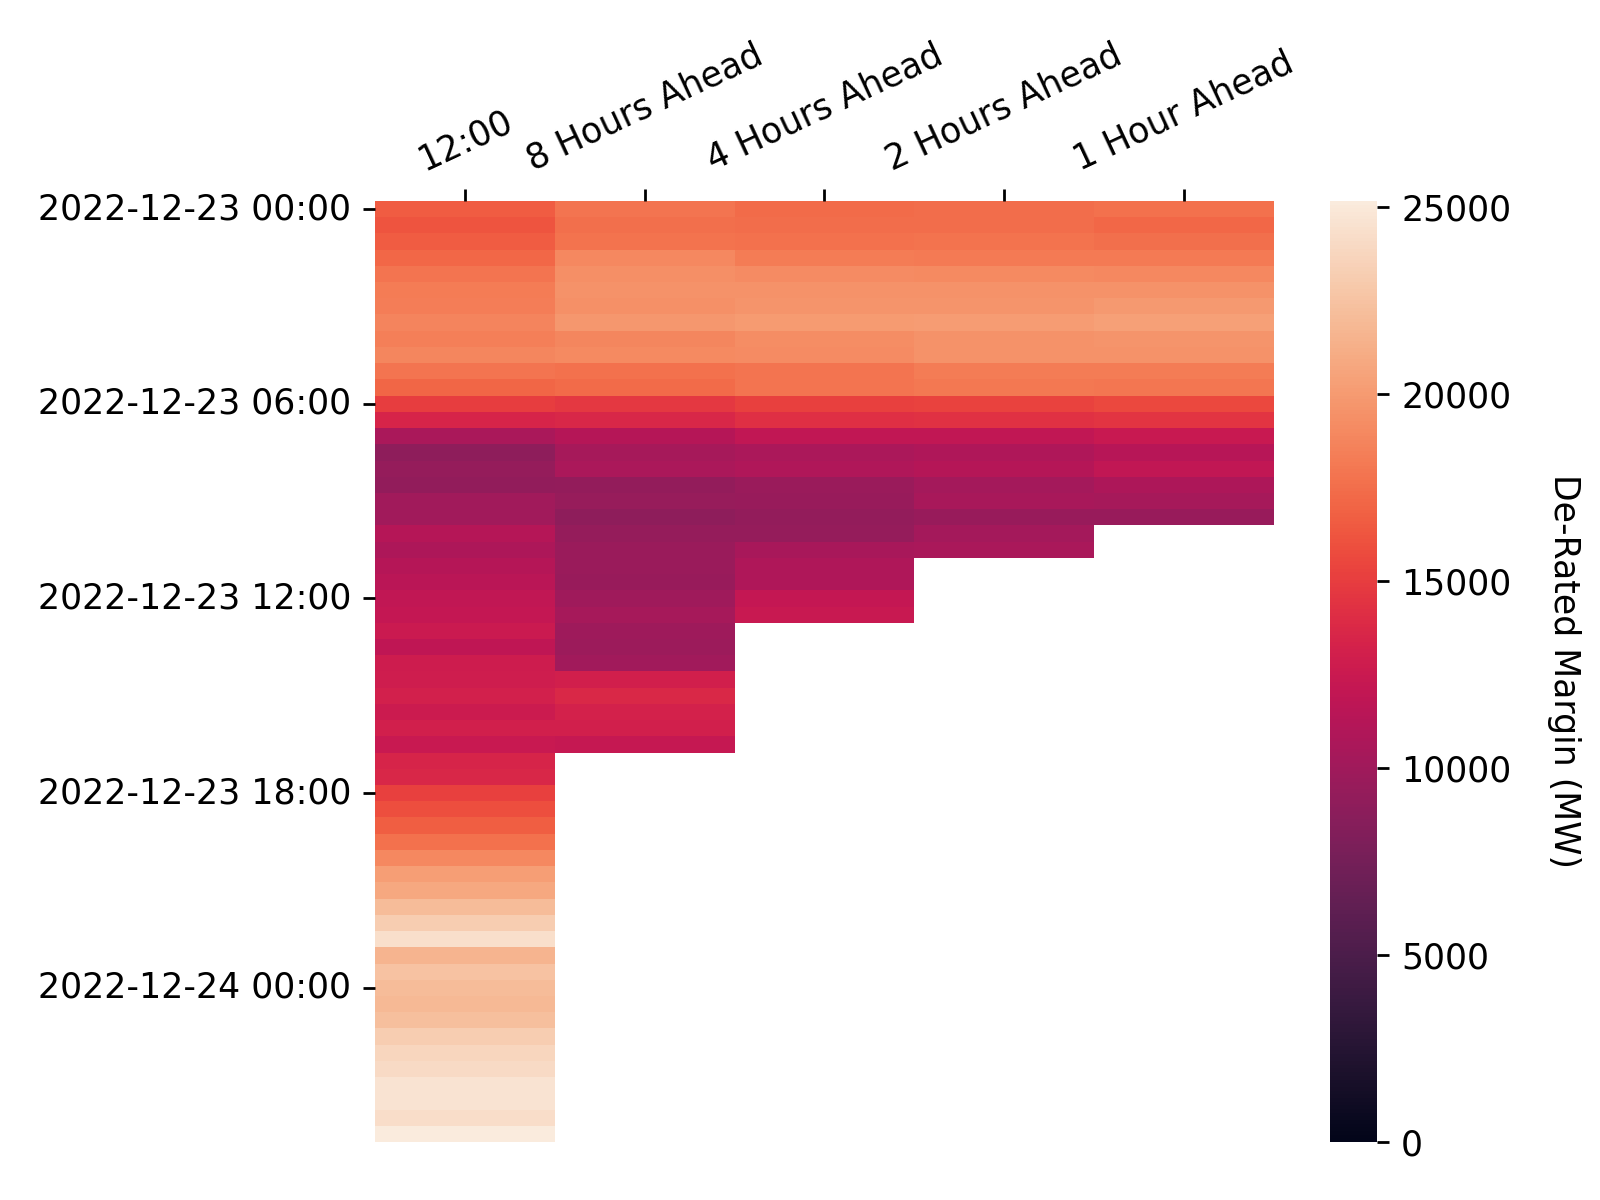 12:00
8 Hours Ahead
4 Hours Ahead
2 Hours Ahead
1 Hour Ahead
2022-12-23 00:00
2022-12-23 06:00
2022-12-23 12:00
2022-12-23 18:00
2022-12-24 00:00
25000
20000
15000
10000
5000
0
De-Rated Margin (MW)